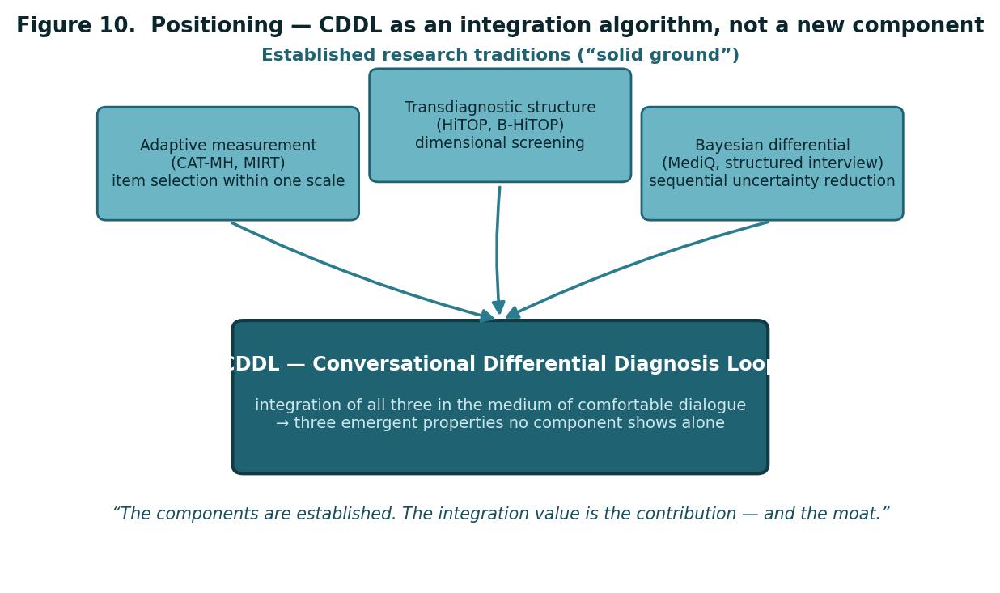 Figure 10.  Positioning — CDDL as an integration algorithm, not a new component
Established research traditions (“solid ground”)
Adaptive measurement
(CAT-MH, MIRT)
item selection within one scale
Transdiagnostic structure
(HiTOP, B-HiTOP)
dimensional screening
Bayesian differential
(MediQ, structured interview)
sequential uncertainty reduction
CDDL — Conversational Differential Diagnosis Loop
integration of all three in the medium of comfortable dialogue
→ three emergent properties no component shows alone
“The components are established. The integration value is the contribution — and the moat.”